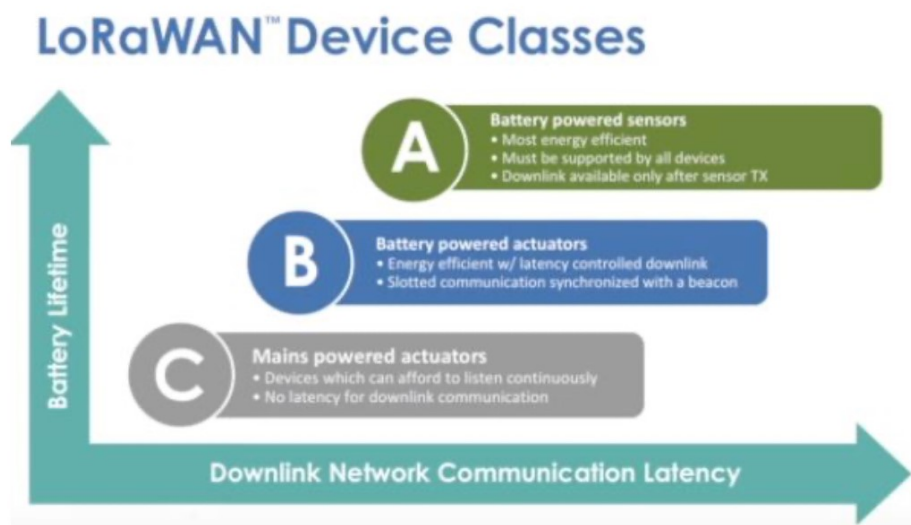 LoRaWAN™ Device Classes
Battery Lifetime
A
Battery powered sensors
• Most energy efficient
• Must be supported by all devices
• Downlink available only after sensor TX
B
Battery powered actuators
• Energy efficient w/ latency controlled downlink
• Slotted communication synchronized with a beacon
C
Mains powered actuators
• Devices which can afford to listen continuously
• No latency for downlink communication
Downlink Network Communication Latency